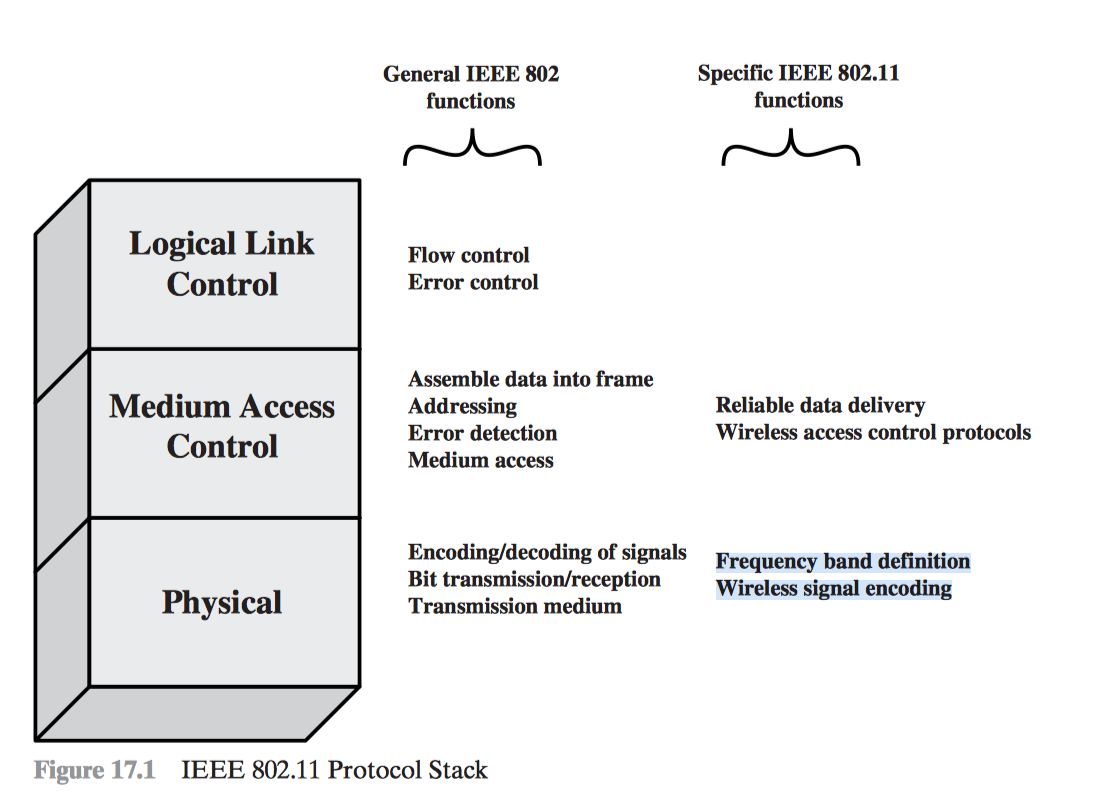 General IEEE 802
functions
Specific IEEE 802.11
functions
Logical Link
Control
Flow control
Error control
Medium Access
Control
Assemble data into frame
Addressing
Error detection
Medium access
Reliable data delivery
Wireless access control protocols
Physical
Encoding/decoding of signals
Bit transmission/reception
Transmission medium
Frequency band definition
Wireless signal encoding
Figure 17.1 IEEE 802.11 Protocol Stack